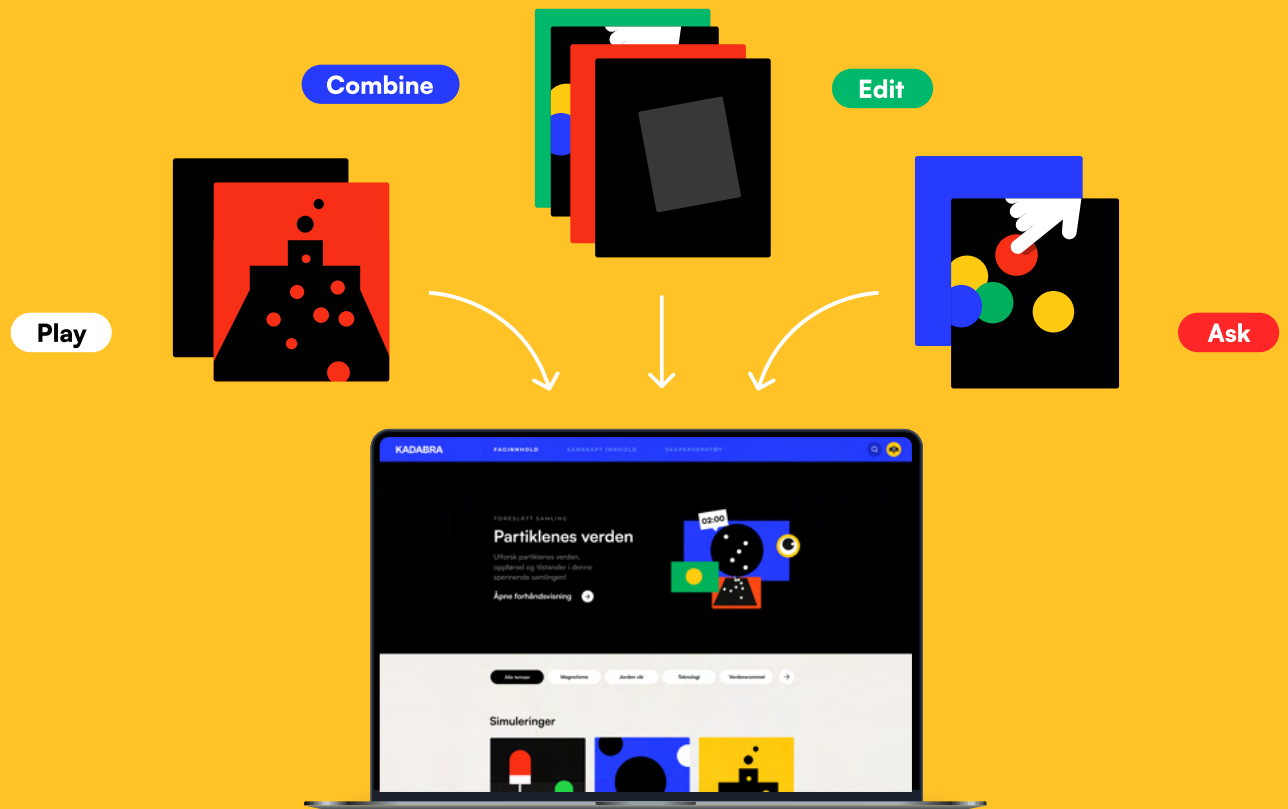 Combine
Edit
Play
Ask
KADABRA
FAGINNHOLD
SAMSKAPT INNHOLD
SKAPERVERKTØY
FORESLÅTT SAMLING
Partiklenes verden
Utforsk partiklenes verden,
oppførsel og tilstander i denne
spennende samlingen!
Åpne forhåndsvisning
02:00
Alle temaer
Magnetisme
Jorden vår
Teknologi
Verdensrommet
Simuleringer